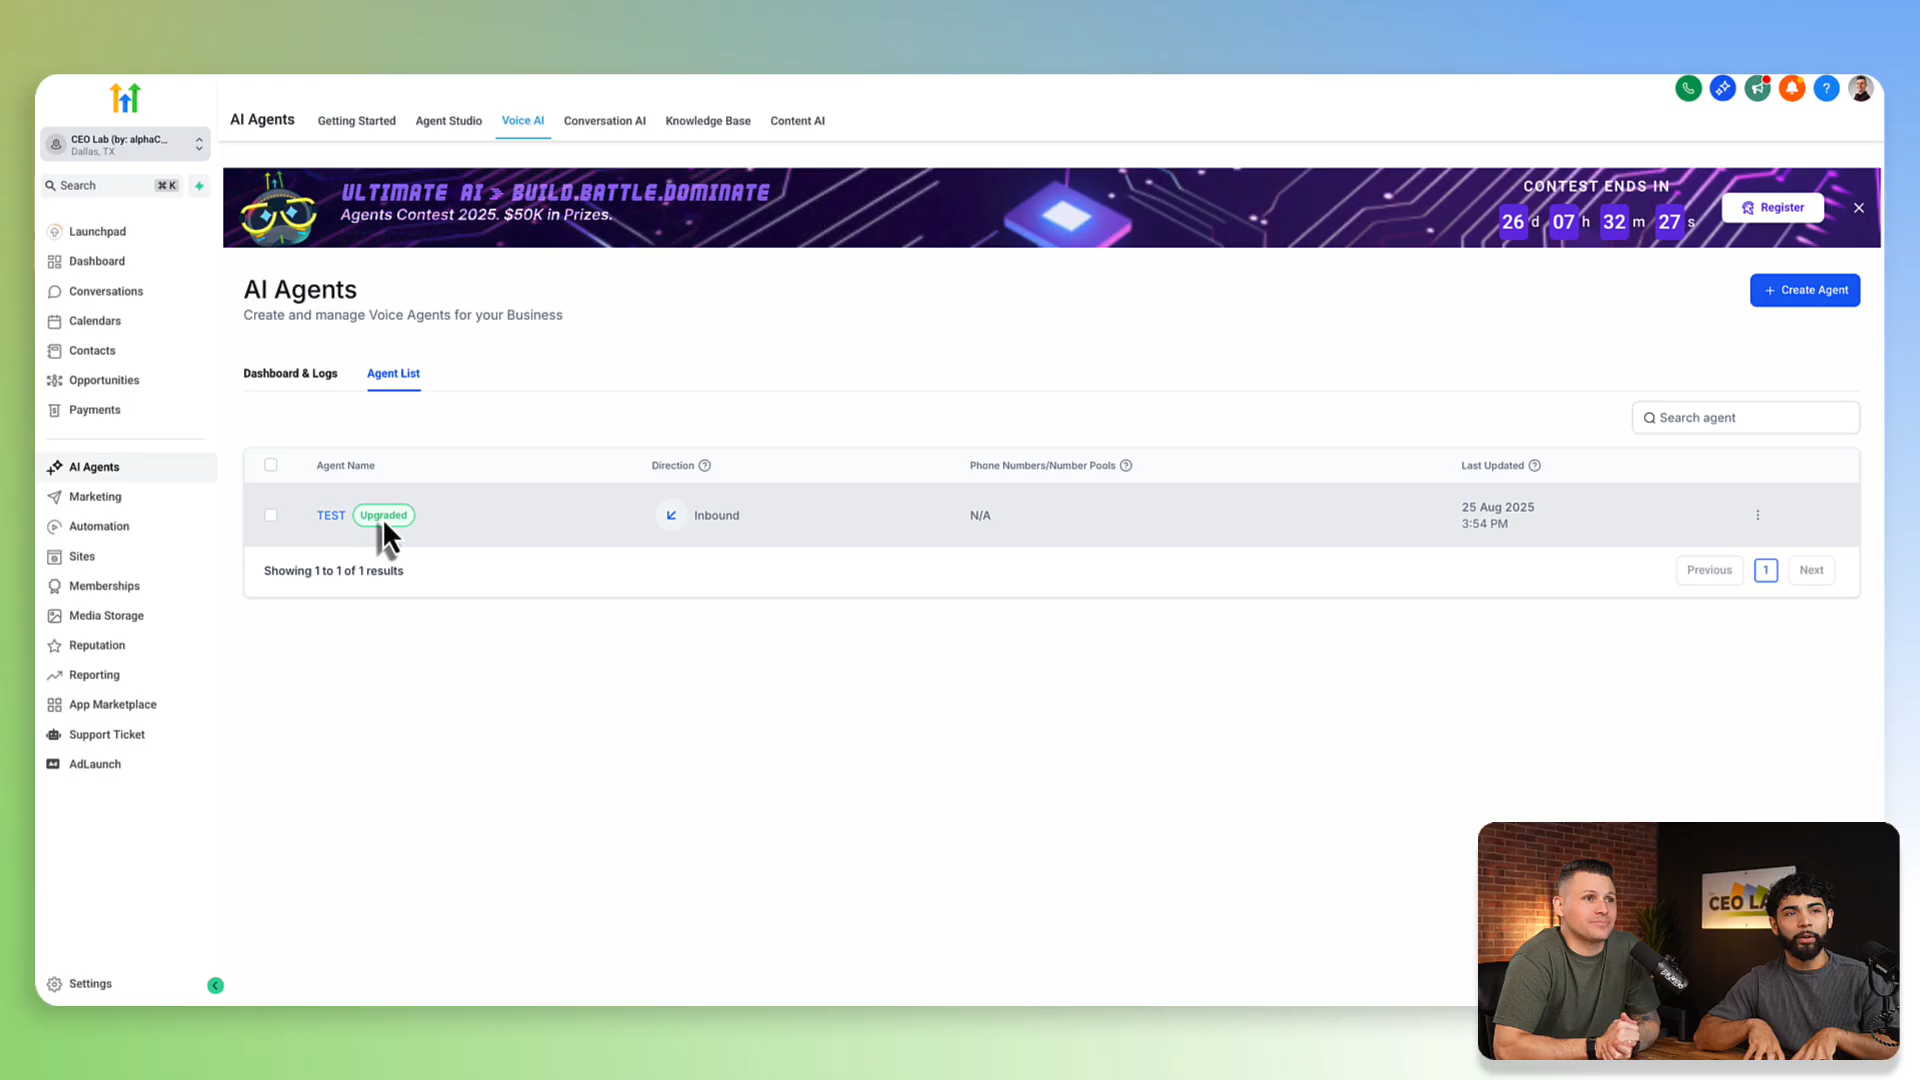 CEO Lab (by: alphaC...
Dallas, TX
Search
⌘ K
Launchpad
Dashboard
Conversations
Calendars
Contacts
Opportunities
Payments
AI Agents
Marketing
Automation
Sites
Memberships
Media Storage
Reputation
Reporting
App Marketplace
Support Ticket
AdLaunch
Settings
AI Agents
Getting Started
Agent Studio
Voice AI
Conversation AI
Knowledge Base
Content AI
ULTIMATE AI > BUILD.BATTLE.DOMINATE
Agents Contest 2025. $50K in Prizes.
CONTEST ENDS IN
26 d 07 h 32 m 27 s
Register
AI Agents
Create and manage Voice Agents for your Business
+ Create Agent
Dashboard & Logs
Agent List
Search agent
Agent Name
Direction
Phone Numbers/Number Pools
Last Updated
TEST
Upgraded
Inbound
N/A
25 Aug 2025
3:54 PM
Showing 1 to 1 of 1 results
Previous
1
Next
CEO LA